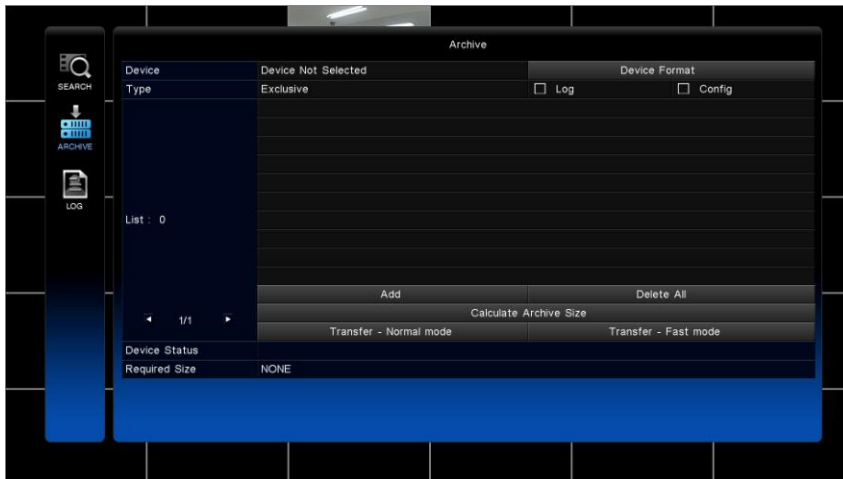 Archive
SEARCH
ARCHIVE
LOG
Device Device Not Selected Device Format
Type Exclusive Log Config
List : 0
1/1
Add Delete All
Calculate Archive Size
Transfer - Normal mode Transfer - Fast mode
Device Status
Required Size NONE